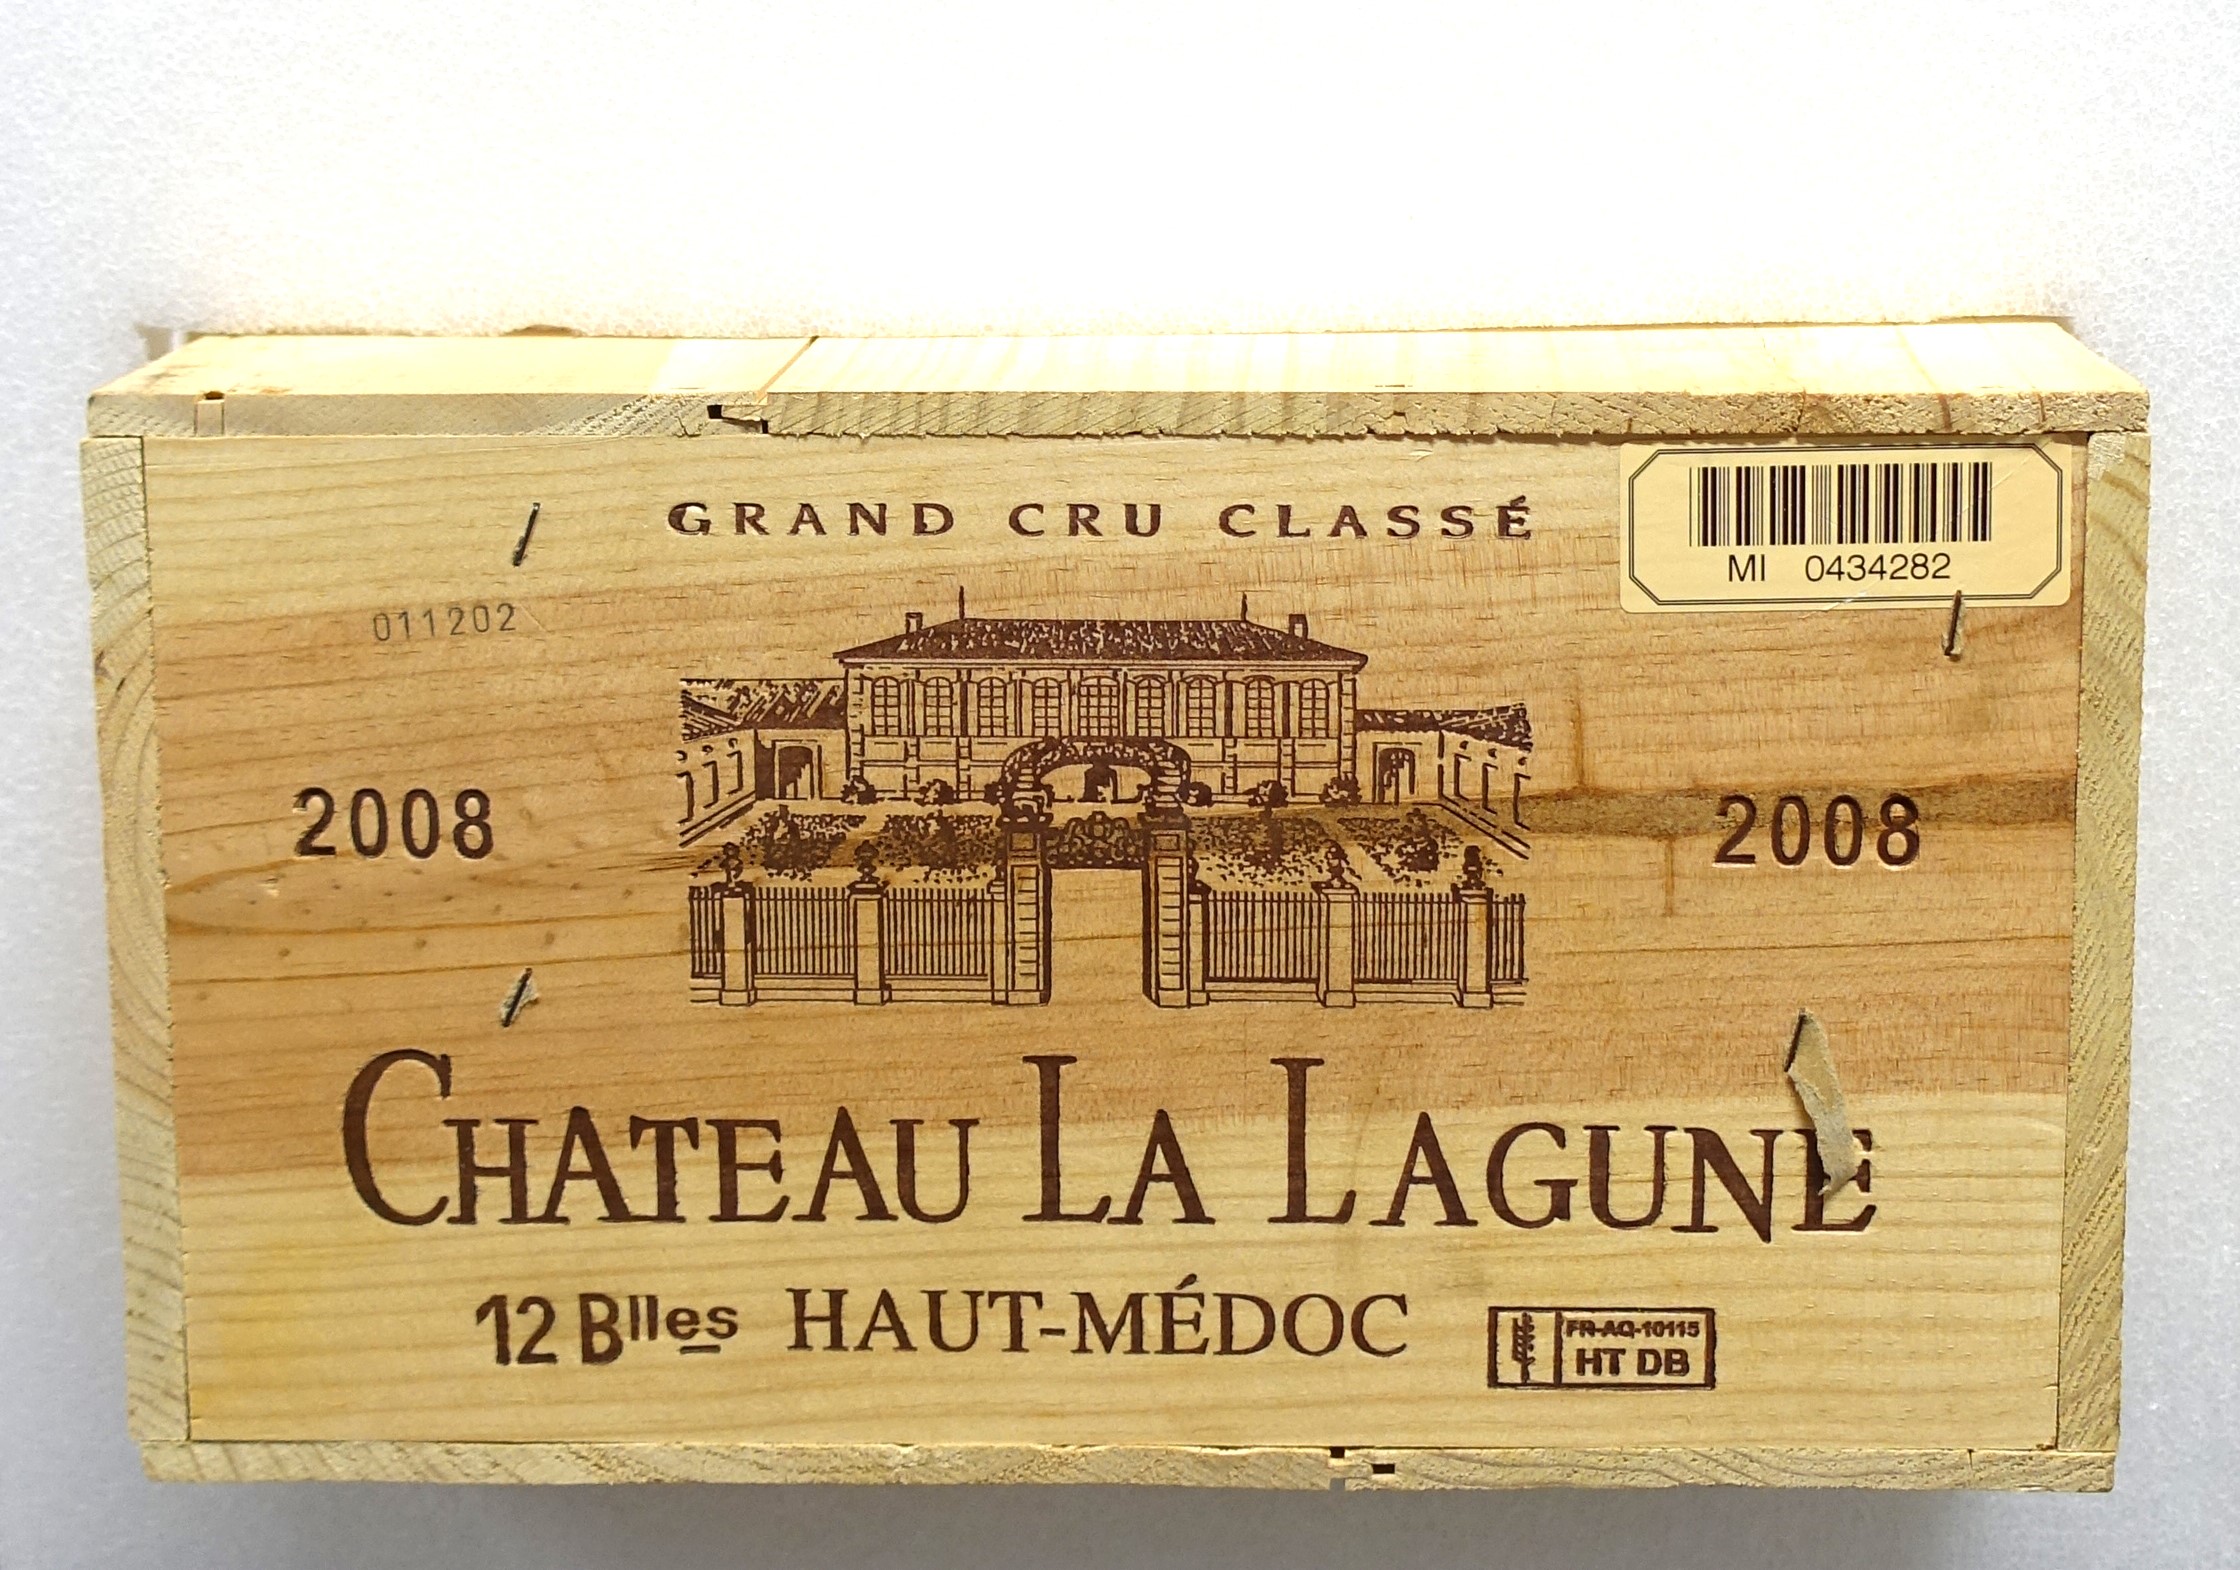 GRAND CRU CLASSÉ
MI 0434282
011202
2008 2008
CHATEAU LA LAGUNE
12 Blles HAUT-MÉDOC
FR-AQ-10115
HT DB